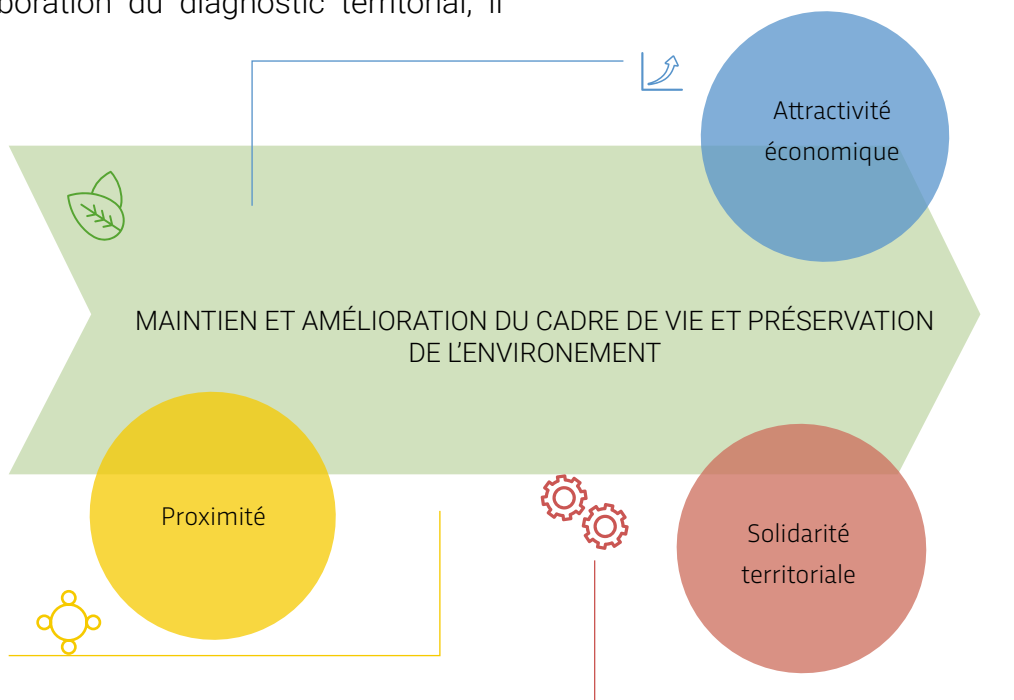 du diagnostic territorial, il
Attractivité
économique
MAINTIEN ET AMÉLIORATION DU CADRE DE VIE ET PRÉSERVATION
DE L'ENVIRONEMENT
Proximité
Solidarité
territoriale